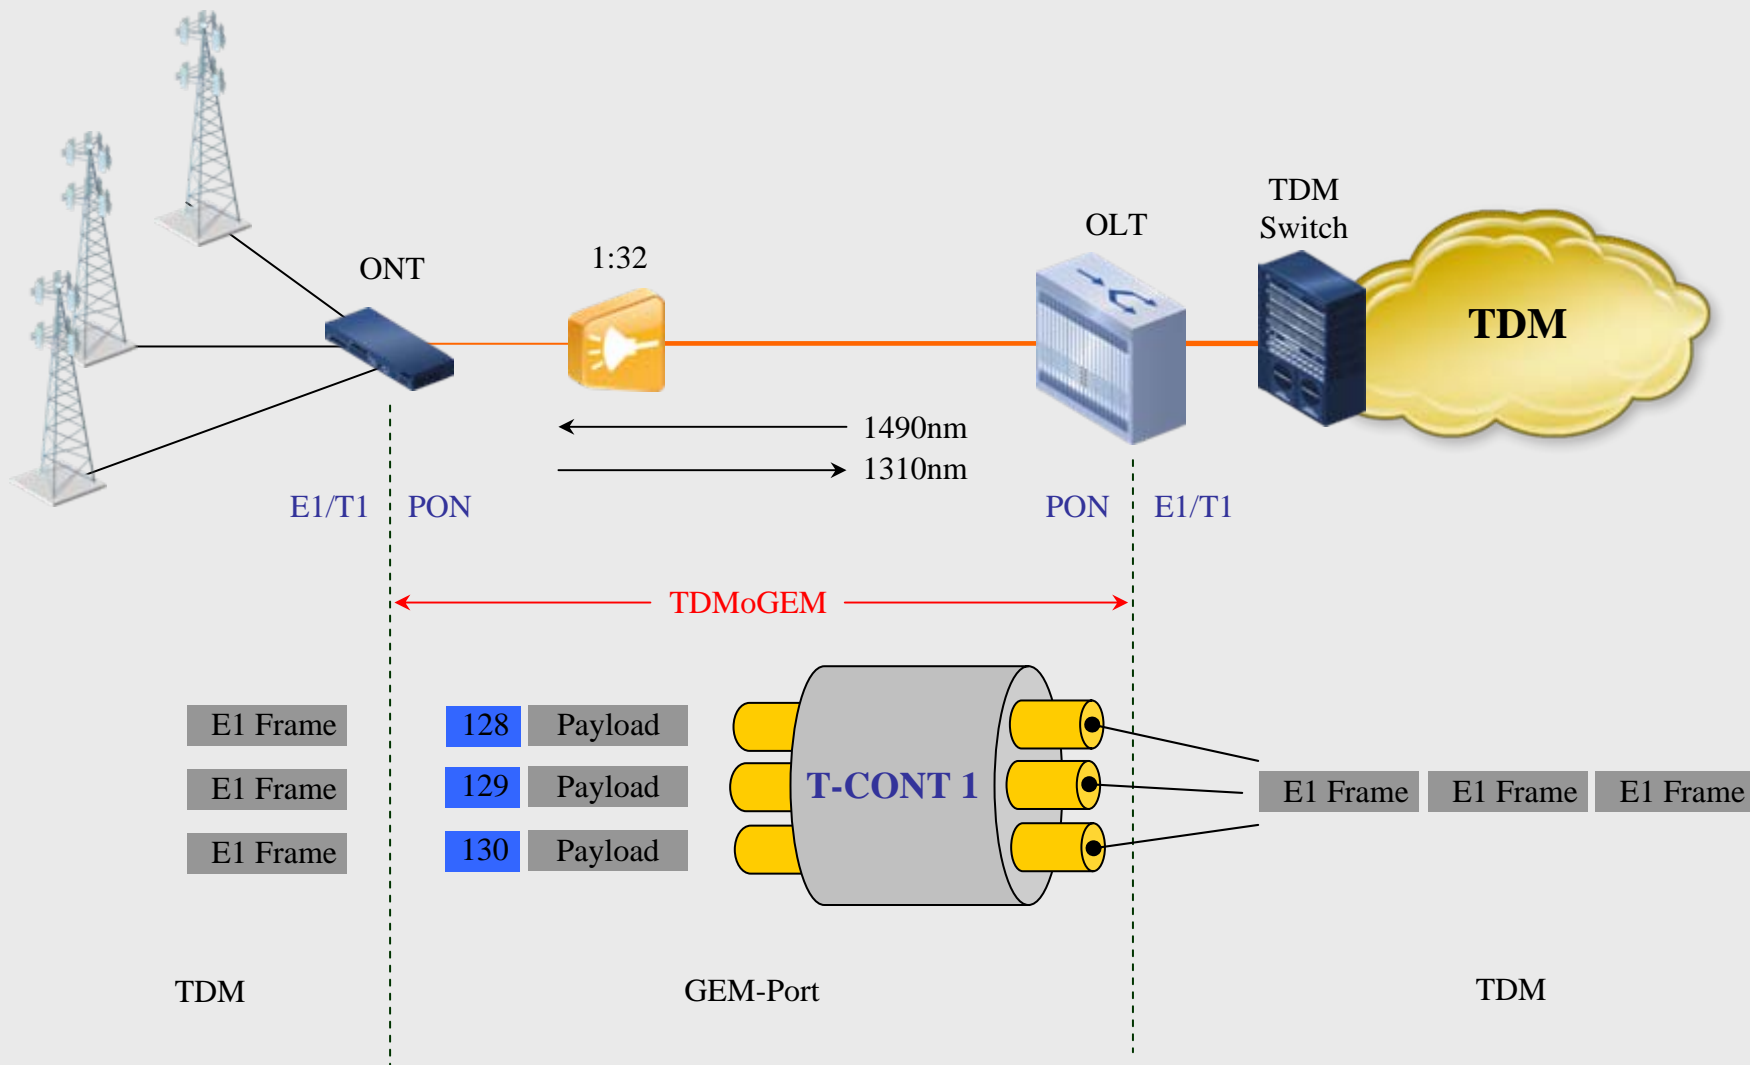 TDM
Switch
OLT
ONT
1:32
TDM
1490nm
1310nm
E1/T1
PON
PON
E1/T1
TDMoGEM
E1 Frame
128
Payload
E1 Frame
129
Payload
T-CONT 1
E1 Frame
E1 Frame
E1 Frame
E1 Frame
130
Payload
TDM
GEM-Port
TDM